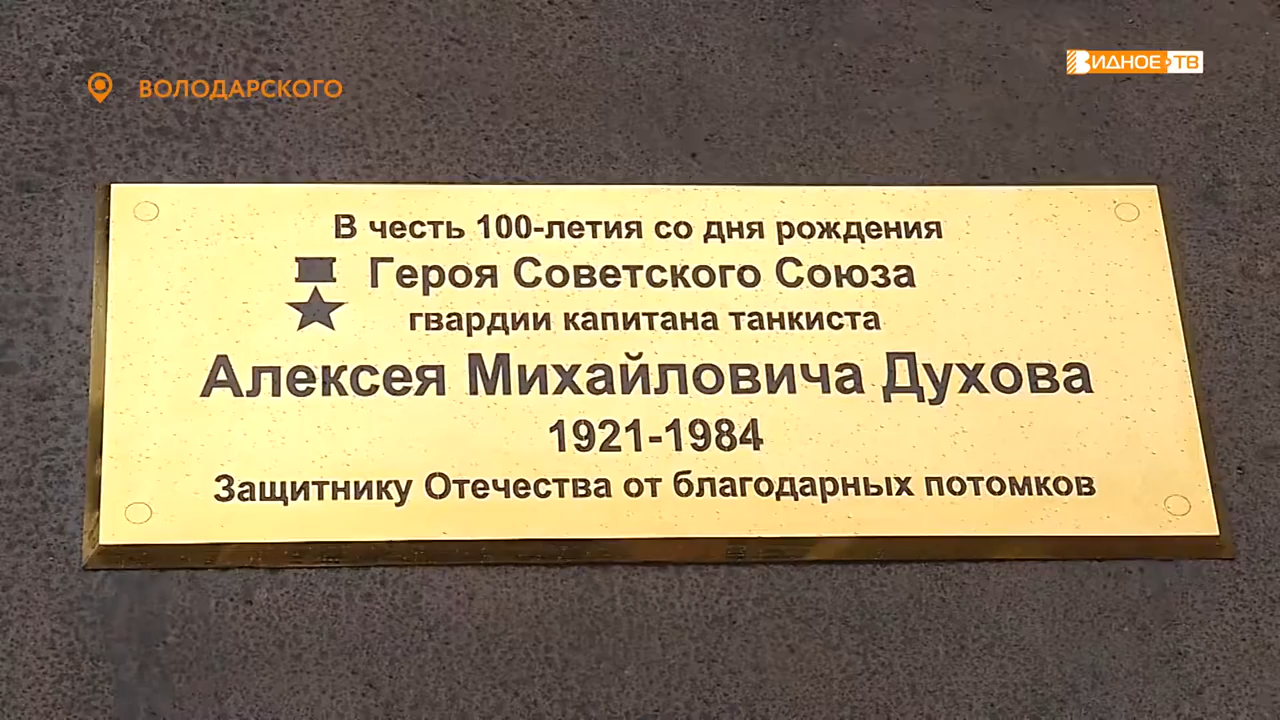 ВОЛОДАРСКОГО
ВИДНОЕ ТВ
В честь 100-летия со дня рождения
Героя Советского Союза
гвардии капитана танкиста
Алексея Михайловича Духова
1921-1984
Защитнику Отечества от благодарных потомков